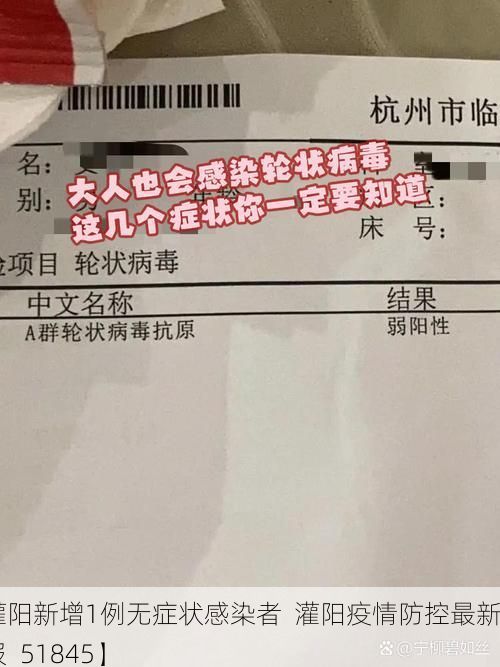 杭州市临
名：
别：
大人也会感染轮状病毒
这几个症状你一定要知道
床 号：
项目 轮状病毒
中文名称 结果
A群轮状病毒抗原 弱阳性
灌阳新增1例无症状感染者 灌阳疫情防控最新
51845】
@宁柳碧如丝